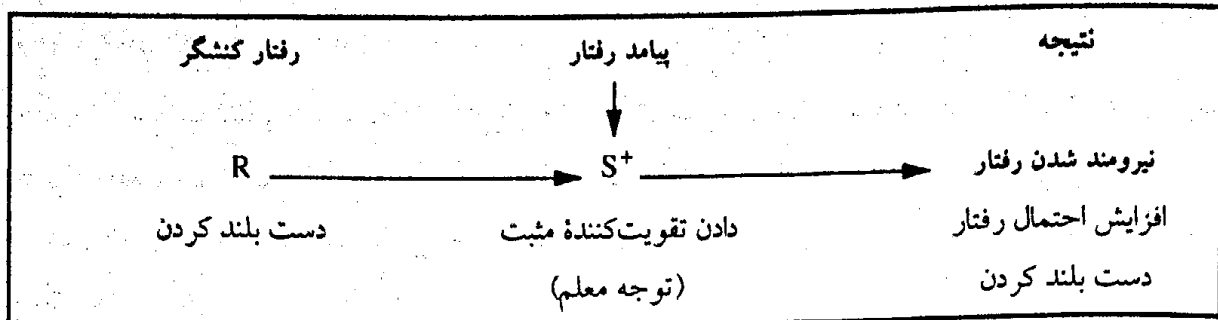 رفتار کنشگر پیامد رفتار نتیجه
R S+ نیرومند شدن رفتار
دست بلند کردن دادن تقویت‌کنندهٔ مثبت افزایش احتمال رفتار
(توجه معلم) دست بلند کردن